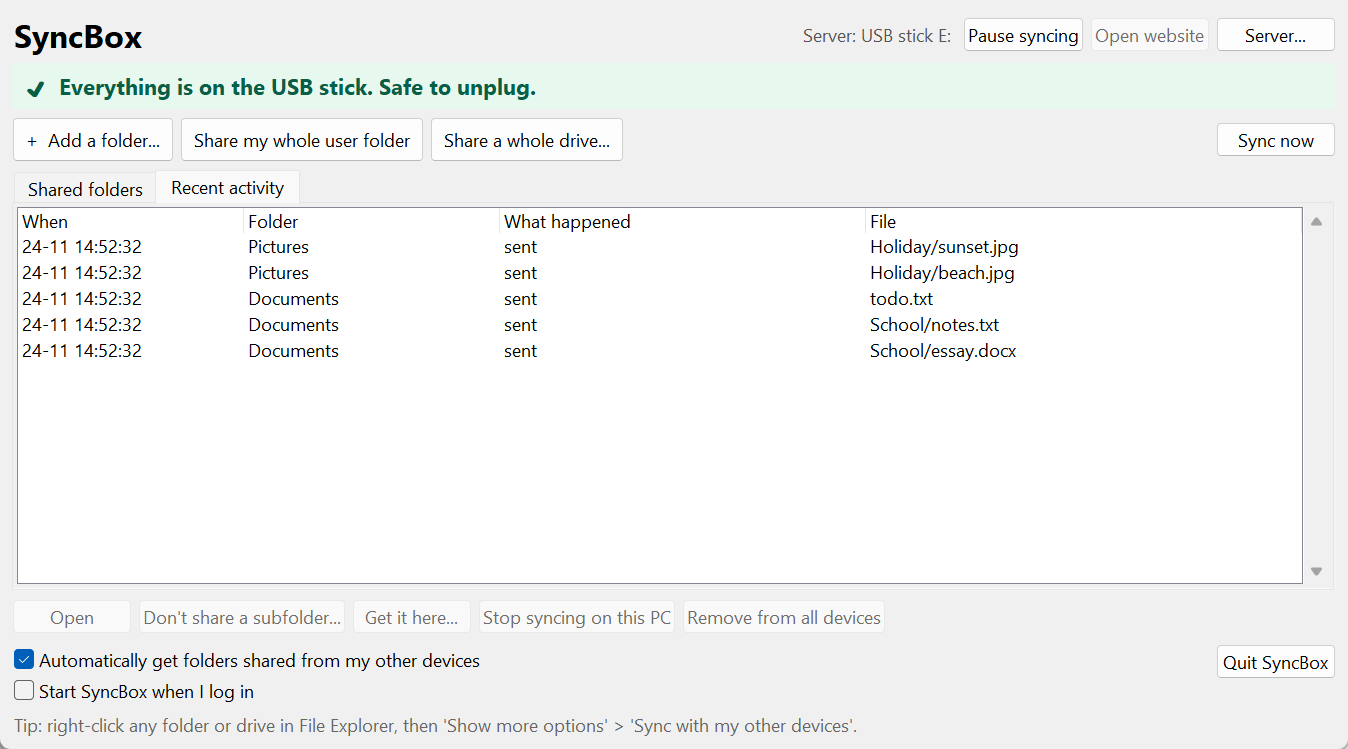 SyncBox
Server: USB stick E: Pause syncing Open website Server...
✔ Everything is on the USB stick. Safe to unplug.
+ Add a folder... Share my whole user folder Share a whole drive... Sync now
Shared folders Recent activity
When Folder What happened File
24-11 14:52:32 Pictures sent Holiday/sunset.jpg
24-11 14:52:32 Pictures sent Holiday/beach.jpg
24-11 14:52:32 Documents sent todo.txt
24-11 14:52:32 Documents sent School/notes.txt
24-11 14:52:32 Documents sent School/essay.docx
Open Don't share a subfolder... Get it here... Stop syncing on this PC Remove from all devices
Automatically get folders shared from my other devices
Quit SyncBox
Start SyncBox when I log in
Tip: right-click any folder or drive in File Explorer, then 'Show more options' > 'Sync with my other devices'.